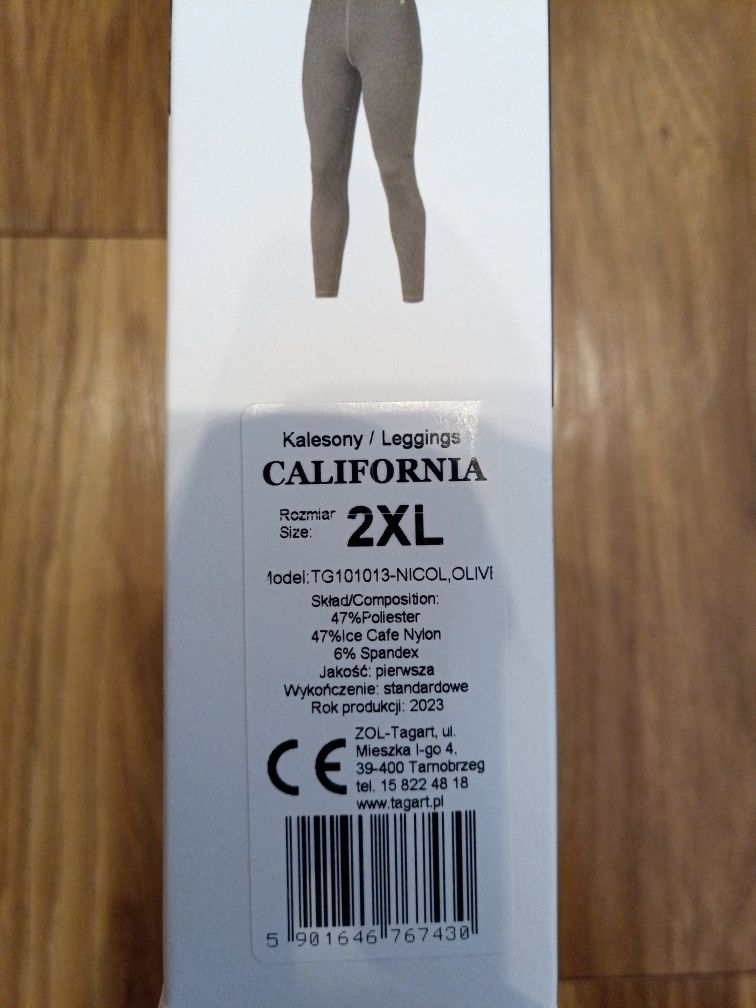 Kalesony / Leggings
CALIFORNIA
Rozmiar
Size: 2XL
Model:TG101013-NICOL,OLIVE
Skład/Composition:
47%Poliester
47%Ice Cafe Nylon
6% Spandex
Jakość: pierwsza
Wykończenie: standardowe
Rok produkcji: 2023
CE
ZOL-Tagart, ul.
Mieszka I-go 4,
39-400 Tarnobrzeg
tel. 15 822 48 18
www.tagart.pl
5 901646 767430